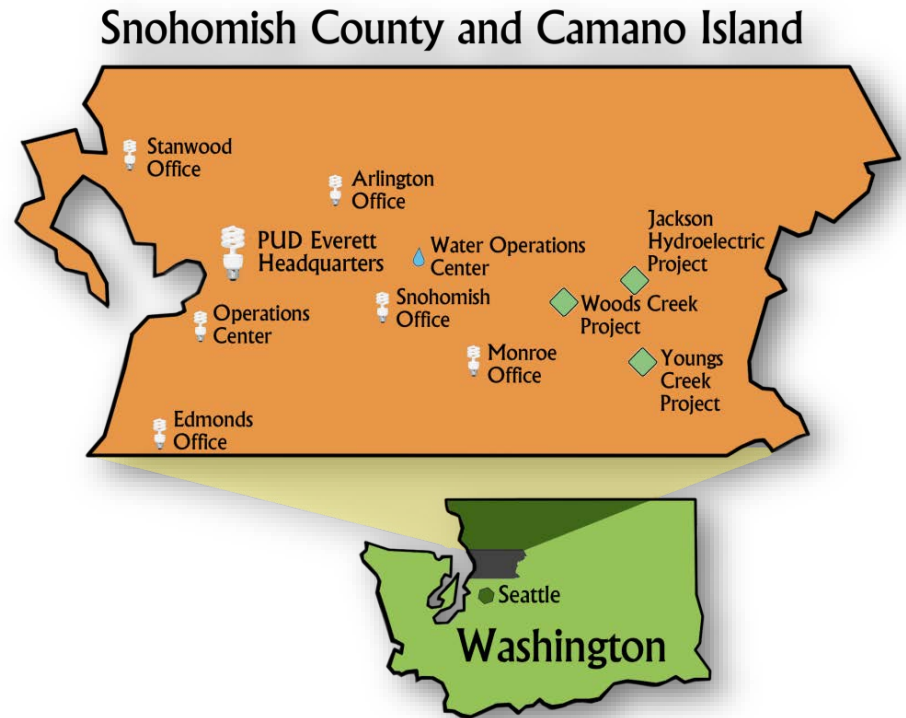 Snohomish County and Camano Island
Stanwood
Office
Arlington
Office
Jackson
Hydroelectric
Project
PUD Everett
Headquarters
Water Operations
Center
Snohomish
Office
Woods Creek
Project
Operations
Center
Monroe
Office
Youngs
Creek
Project
Edmonds
Office
Seattle
Washington